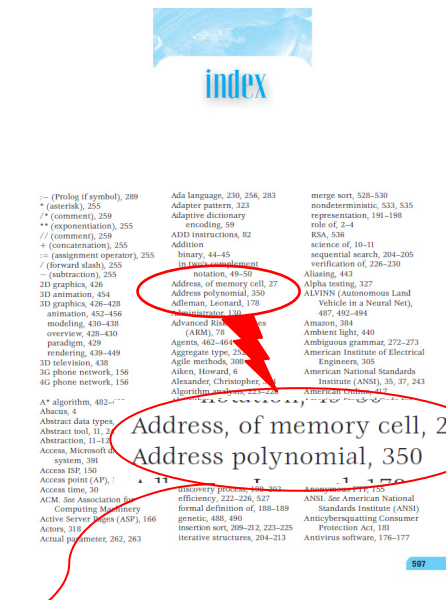 index
:– (Prolog if symbol), 289
* (asterisk), 255
/* (comment), 259
** (exponentiation), 255
// (comment), 259
+ (concatenation), 255
:= (assignment operator), 255
/ (forward slash), 255
− (subtraction), 255
2D graphics, 426
3D animation, 454
3D graphics, 426–428
animation, 452–456
modeling, 430–438
overview, 428–430
paradigm, 429
rendering, 439–449
3D television, 438
3G phone network, 156
4G phone network, 156
A* algorithm, 482–
Abacus, 4
Abstract data types,
Abstract tool, 11,
Abstraction, 11–12
Access, Microsoft
system, 391
Access ISP, 150
Access point (AP),
Access time, 30
ACM. See Association for
Computing Machinery
Active Server Pages (ASP), 166
Actors, 318
Actual parameter, 262, 263
Ada language, 230, 256, 283
Adapter pattern, 323
Adaptive dictionary
encoding, 59
ADD instructions, 82
Addition
binary, 44–45
in two's complement
notation, 49–50
Address, of memory cell, 27
Address polynomial, 350
Adleman, Leonard, 178
Administrator, 130
Advanced
(ARM), 78
Agents, 462–464
Aggregate type, 252
Agile methods, 308
Aiken, Howard, 6
Alexander, Christopher,
Algorithm analysis, 223–226
discovery process,
efficiency, 222–226, 527
formal definition of, 188–189
genetic, 488, 490
insertion sort, 209–212, 223–225
iterative structures, 204–213
merge sort, 528–530
nondeterministic, 533, 535
representation, 191–198
role of, 2–4
RSA, 536
science of, 10–11
sequential search, 204–205
verification of, 226–230
Aliasing, 443
Alpha testing, 327
ALVINN (Autonomous Land
Vehicle in a Neural Net),
487, 492–494
Amazon, 384
Ambient light, 440
Ambiguous grammar, 272–273
American Institute of Electrical
Engineers, 305
American National Standards
Institute (ANSI), 35, 37, 243
Anonymous FTP, 155
ANSI. See American National
Standards Institute (ANSI)
Anticybersquatting Consumer
Protection Act, 181
Antivirus software, 176–177
Address, of memory cell, 2
Address polynomial, 350
597